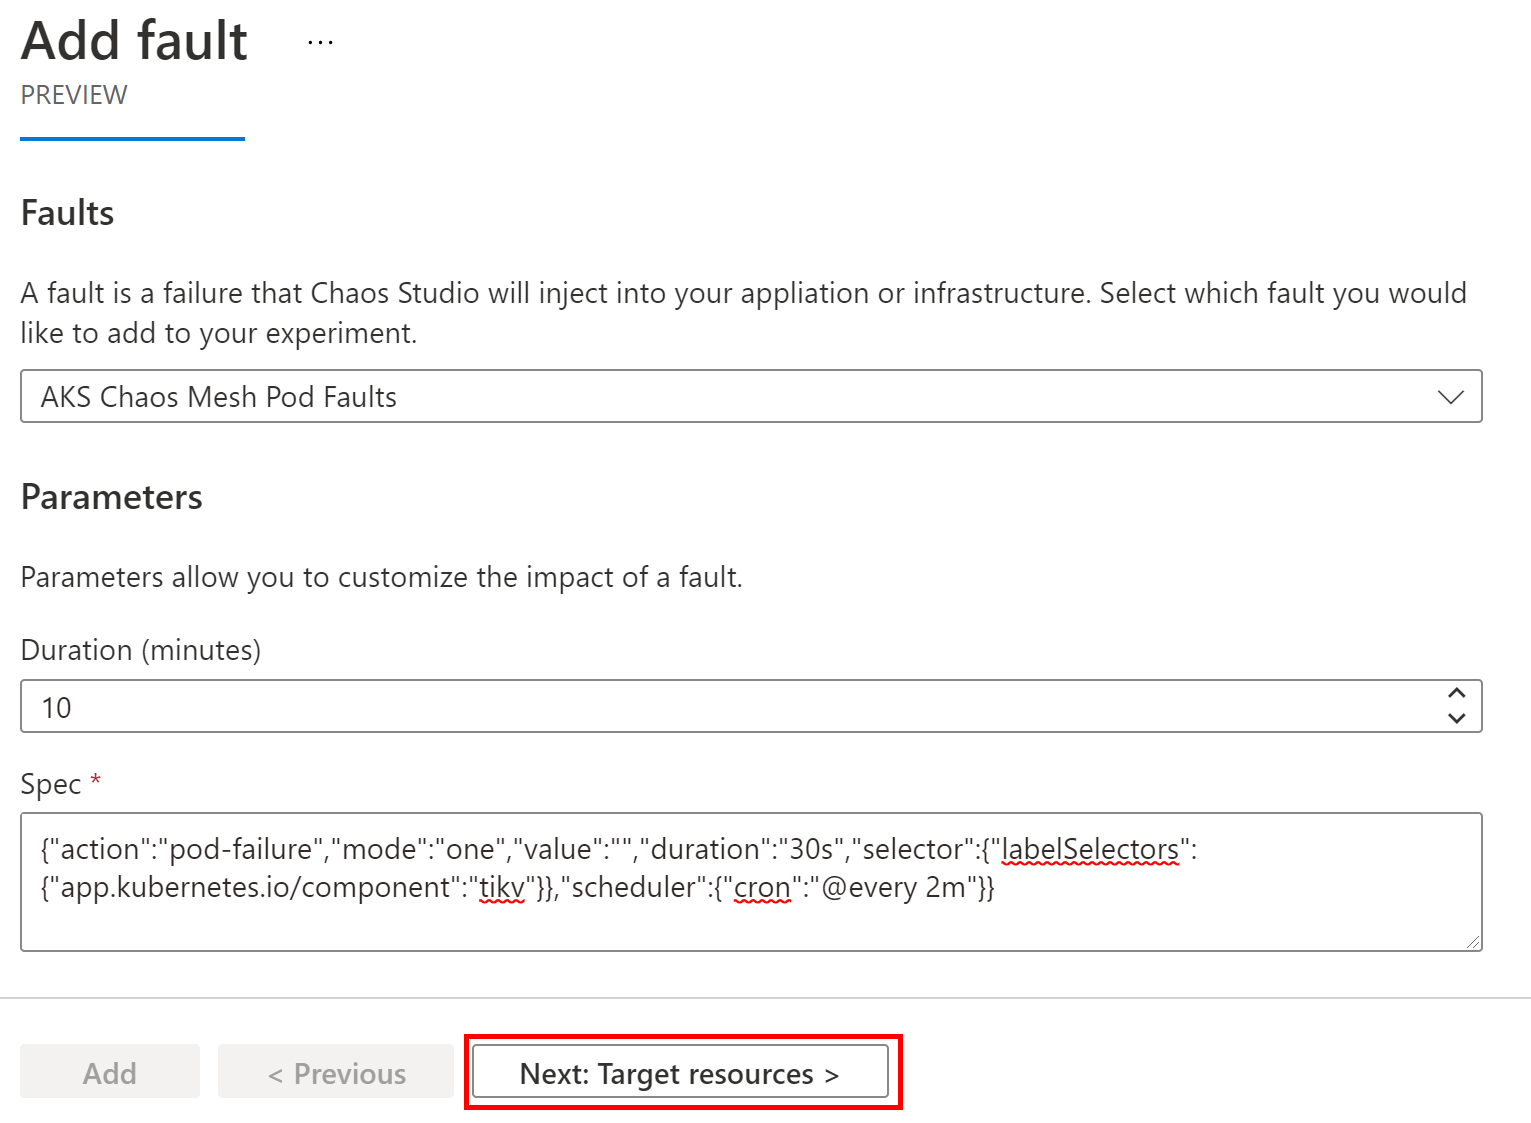 Add fault ...
PREVIEW
Faults
A fault is a failure that Chaos Studio will inject into your appliation or infrastructure. Select which fault you would
like to add to your experiment.
AKS Chaos Mesh Pod Faults
Parameters
Parameters allow you to customize the impact of a fault.
Duration (minutes)
10
Spec *
{"action":"pod-failure","mode":"one","value":"","duration":"30s","selector":{"labelSelectors":
{"app.kubernetes.io/component":"tikv"}},"scheduler":{"cron":"@every 2m"}}
Add < Previous Next: Target resources >